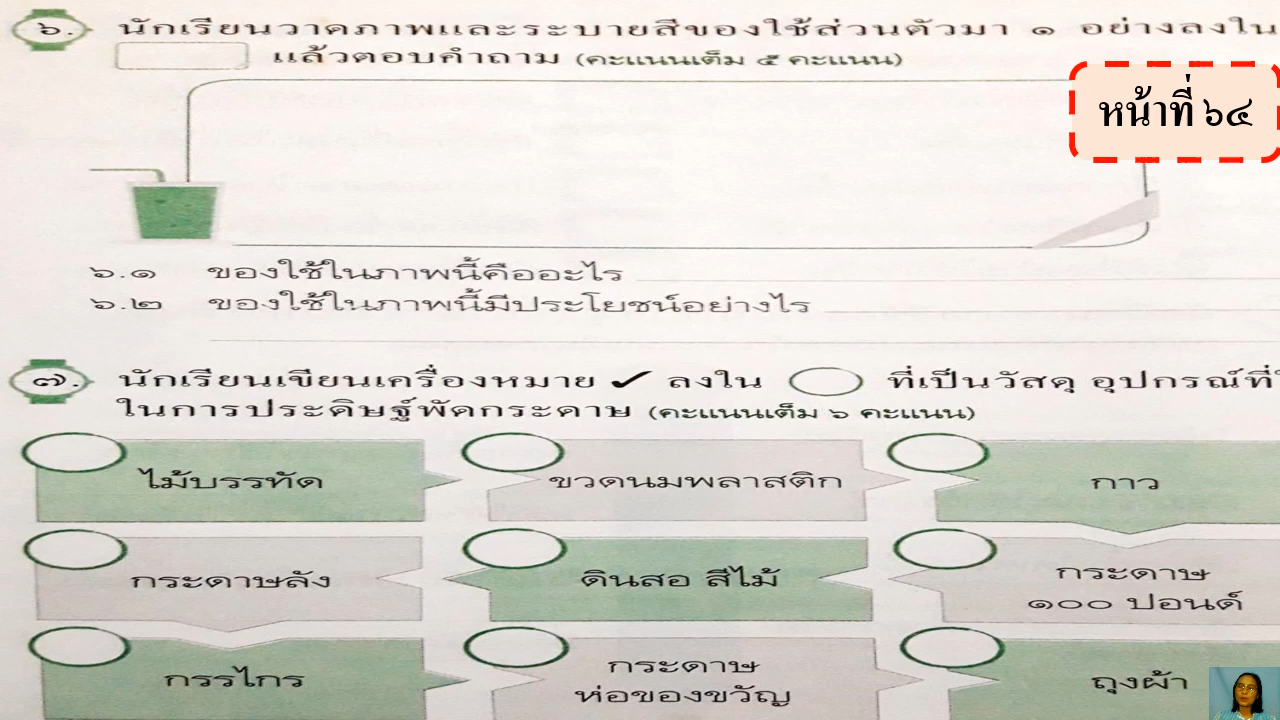 ๖. นักเรียนวาดภาพและระบายสีของใช้ส่วนตัวมา ๑ อย่างลงใน
แล้วตอบคำถาม (คะแนนเต็ม ๕ คะแนน)
หน้าที่ ๖๔
๖.๑ ของใช้ในภาพนี้คืออะไร
๖.๒ ของใช้ในภาพนี้มีประโยชน์อย่างไร
๗. นักเรียนเขียนเครื่องหมาย ✓ ลงใน ที่เป็นวัสดุ อุปกรณ์ที่
ในการประดิษฐ์พัดกระดาษ (คะแนนเต็ม ๖ คะแนน)
ไม้บรรทัด
ขวดนมพลาสติก
กาว
กระดาษลัง
ดินสอ สีไม้
กระดาษ
๑๐๐ ปอนด์
กรรไกร
กระดาษ
ห่อของขวัญ
ถุงผ้า